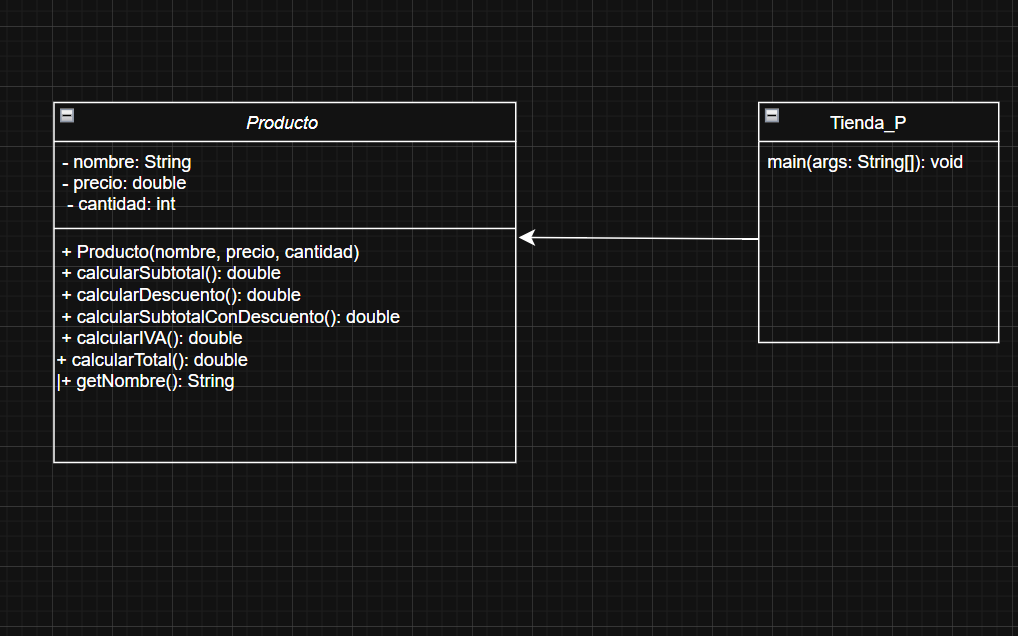 Producto
- nombre: String
- precio: double
- cantidad: int
+ Producto(nombre, precio, cantidad)
+ calcularSubtotal(): double
+ calcularDescuento(): double
+ calcularSubtotalConDescuento(): double
+ calcularIVA(): double
+ calcularTotal(): double
|+ getNombre(): String
Tienda_P
main(args: String[]): void